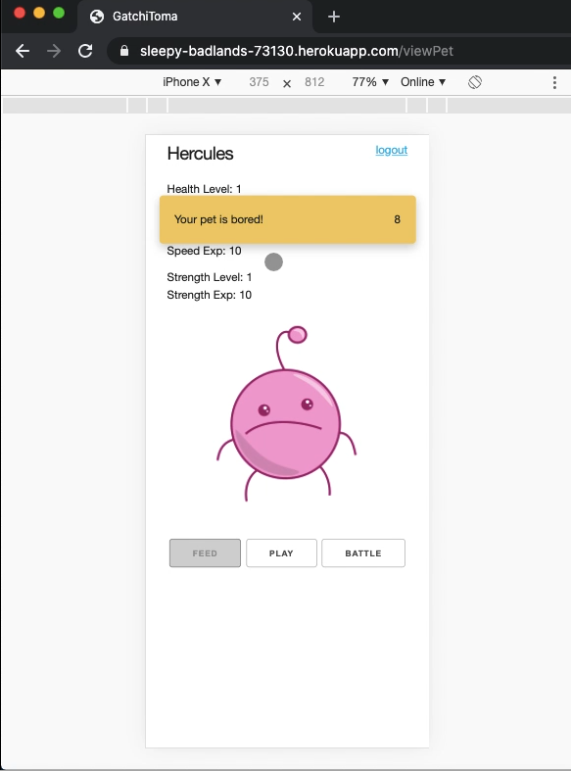 GatchiToma
sleepy-badlands-73130.herokuapp.com/viewPet
iPhone X ▼ 375 x 812 77% ▼ Online ▼
Hercules
logout
Health Level: 1
Your pet is bored! 8
Speed Exp: 10
Strength Level: 1
Strength Exp: 10
FEED PLAY BATTLE